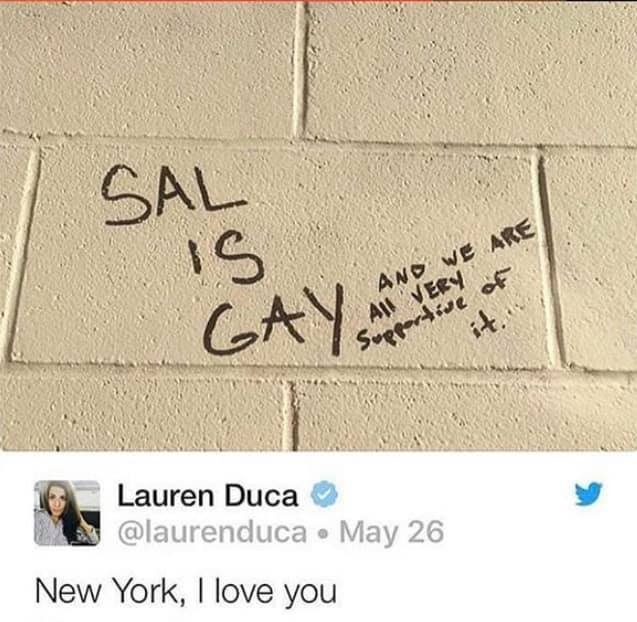 SAL
IS
GAY
AND WE ARE
All VERY
Supportive of
it.
Lauren Duca
@laurenduca • May 26
New York, I love you